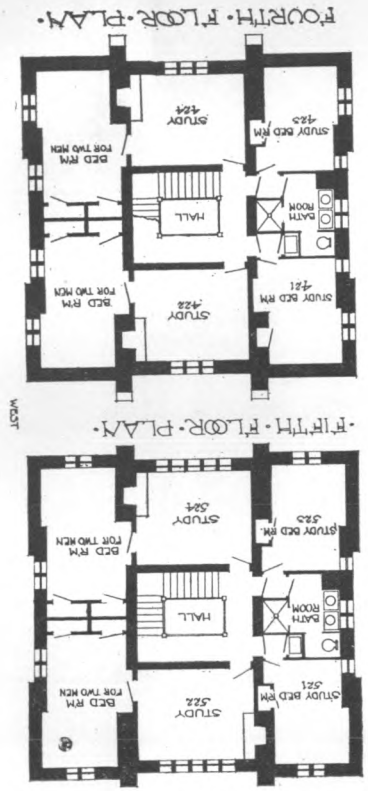 STUDY BED RM
521
STUDY
522
BED RM
FOR TWO MEN
BATH
ROOM
HALL
STUDY BED RM.
523
STUDY
524
BED RM
FOR TWO MEN
·FIFTH·FLOOR·PLAN·
WEST
STUDY BED RM
421
STUDY
422
BED RM
FOR TWO MEN
BATH
ROOM
HALL
STUDY BED RM
423
STUDY
424
BED RM
FOR TWO MEN
·FOURTH·FLOOR·PLAN·